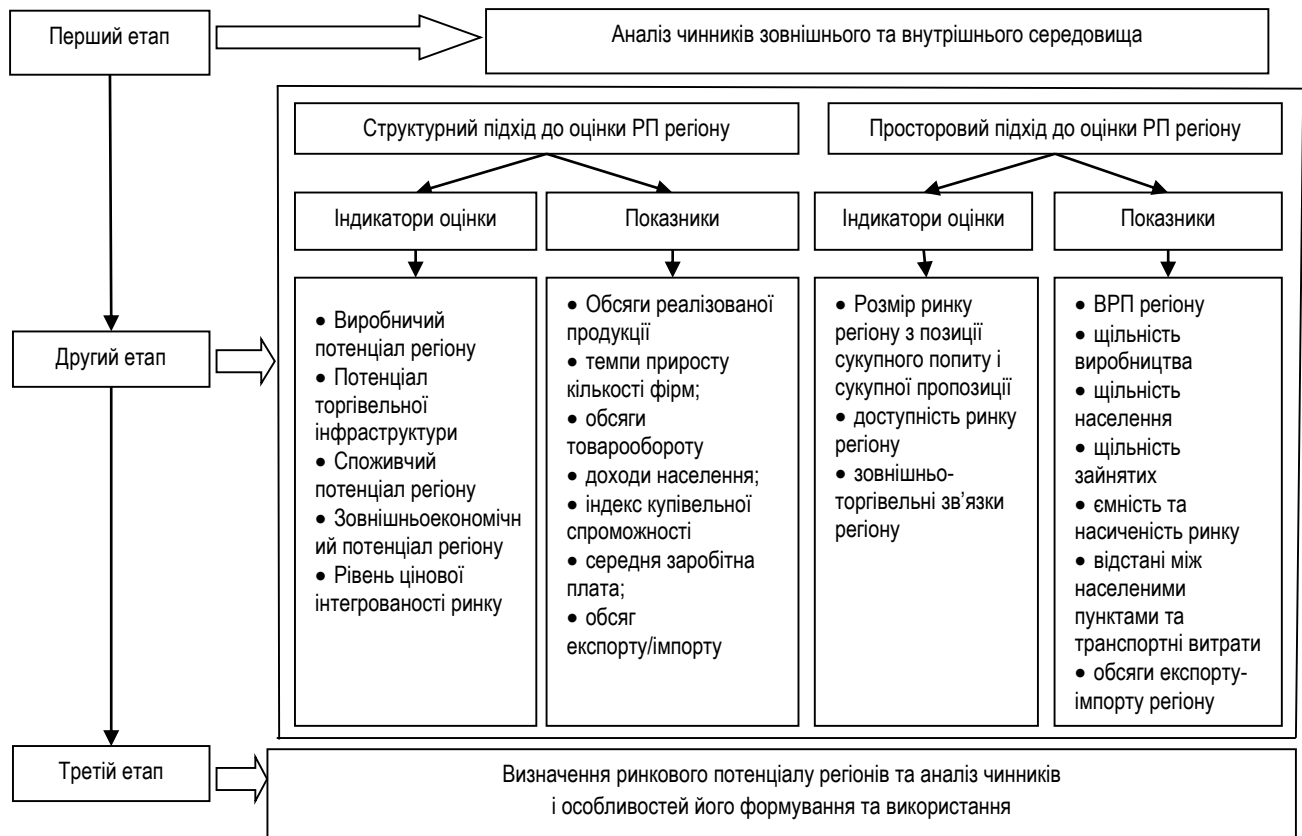 Перший етап
Аналіз чинників зовнішнього та внутрішнього середовища
Структурний підхід до оцінки РП регіону
Просторовий підхід до оцінки РП регіону
Індикатори оцінки
Показники
Індикатори оцінки
Показники
Другий етап
• Виробничий
потенціал регіону
• Потенціал
торгівельної
інфраструктури
• Споживчий
потенціал регіону
• Зовнішньоекономічн
ий потенціал регіону
• Рівень цінової
інтегрованості ринку
• Обсяги реалізованої
продукції
• темпи приросту
кількості фірм;
• обсяги
товарообороту
• доходи населення;
• індекс купівельної
спроможності
• середня заробітна
плата;
• обсяг
експорту/імпорту
• Розмір ринку
регіону з позиції
сукупного попиту і
сукупної пропозиції
• доступність ринку
регіону
• зовнішньо-
торгівельні зв’язки
регіону
• ВРП регіону
• щільність
виробництва
• щільність
населення
• щільність
зайнятих
• ємність та
насиченість ринку
• відстані між
населеними
пунктами та
транспортні витрати
• обсяги експорту-
імпорту регіону
Третій етап
Визначення ринкового потенціалу регіонів та аналіз чинників
і особливостей його формування та використання